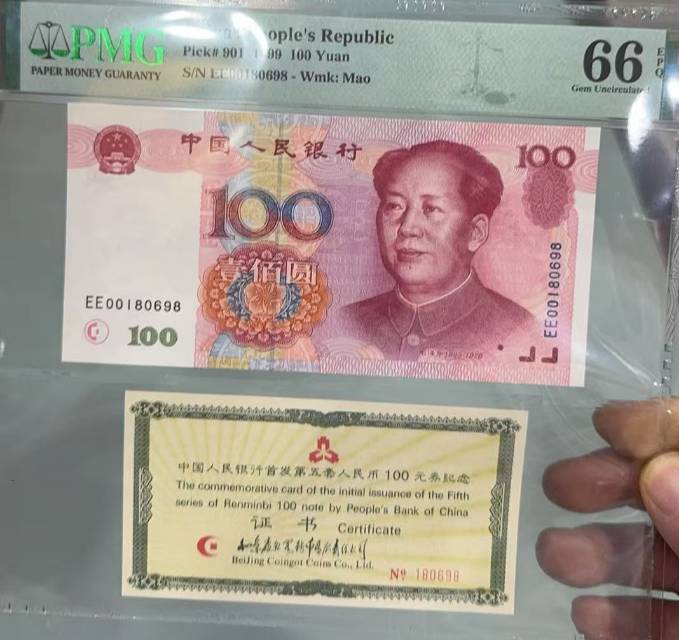 PMG
PAPER MONEY GUARANTY
People's Republic
Pick# 901 1999 100 Yuan
S/N EE00180698 - Wmk: Mao
66
EPQ
Gem Uncirculated
中国人民银行
100
100
壹佰圆
EE00180698
100
EE00180698
中国人民银行首发第五套人民币100元券纪念
The commemorative card of the initial issuance of the Fifth
series of Renminbi 100 note by People's Bank of China
证书 Certificate
BeiJing Coingot Coins Co., Ltd.
Nº 180698